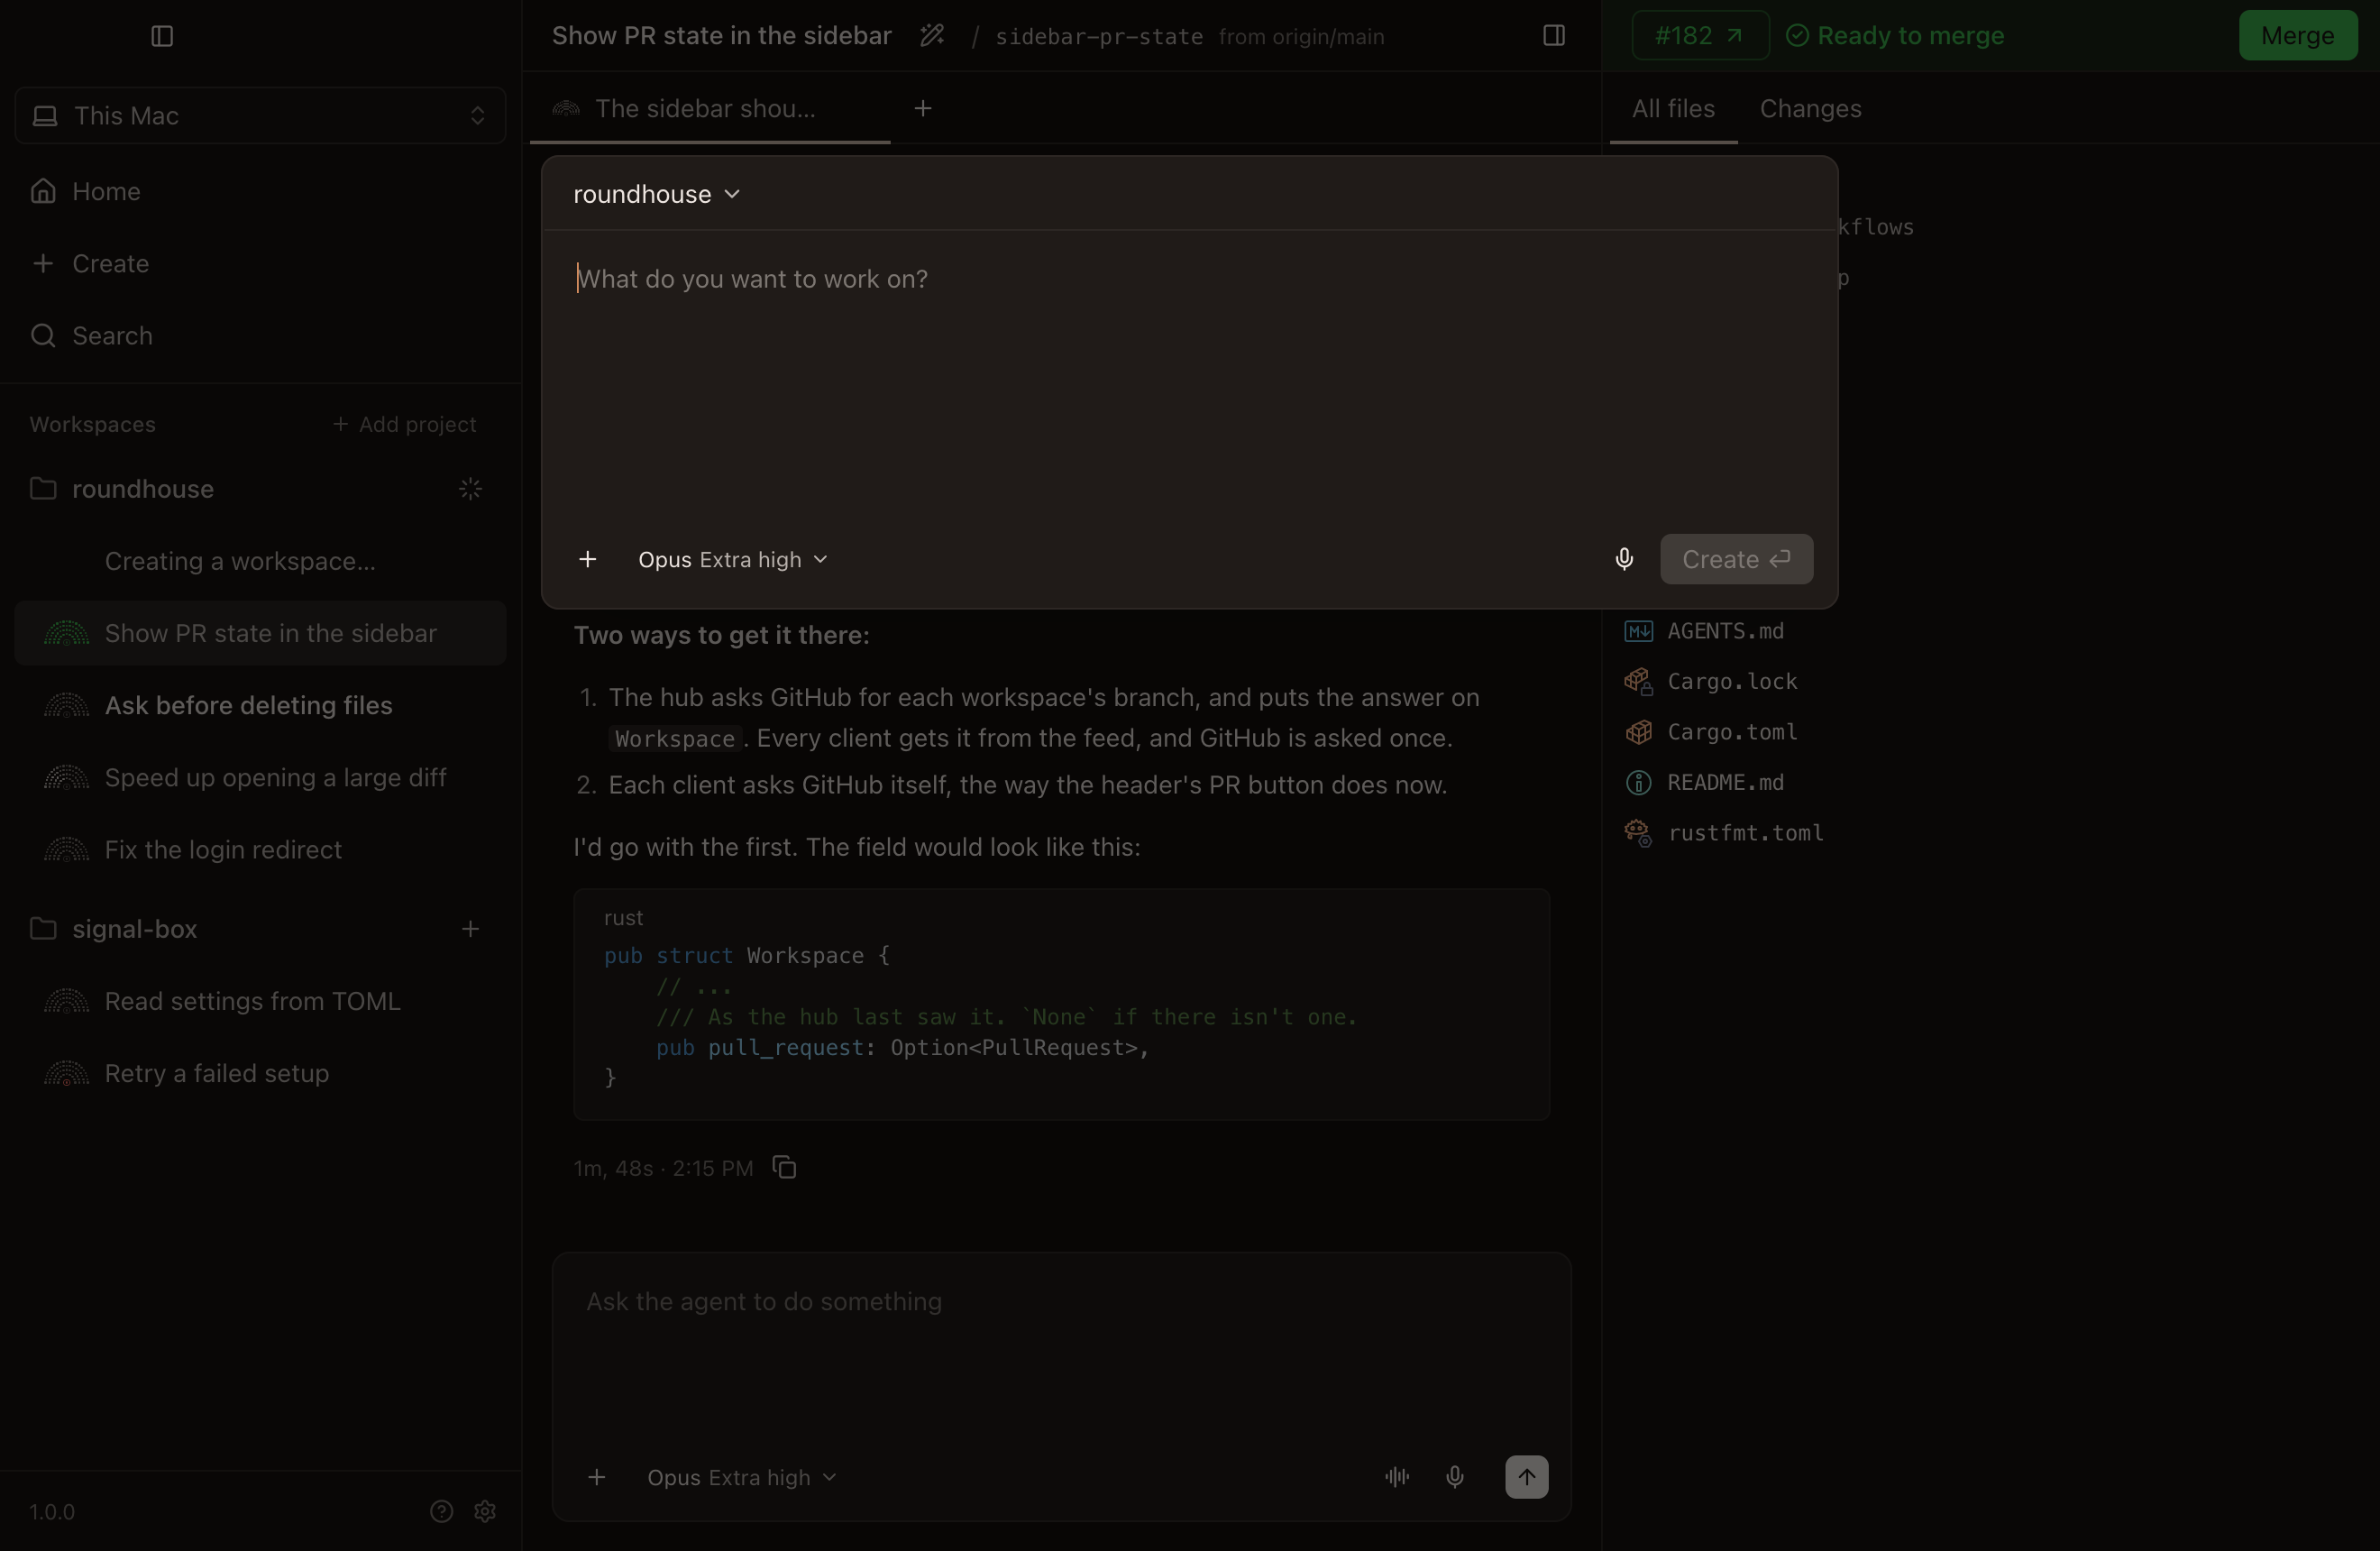 Show PR state in the sidebar / sidebar-pr-state from origin/main
#182 Ready to merge
Merge
This Mac
Home
Create
Search
Workspaces
Add project
roundhouse
Creating a workspace...
Show PR state in the sidebar
Ask before deleting files
Speed up opening a large diff
Fix the login redirect
signal-box
Read settings from TOML
Retry a failed setup
1.0.0
The sidebar shou...
roundhouse
What do you want to work on?
Opus Extra high
Create
Two ways to get it there:
1. The hub asks GitHub for each workspace's branch, and puts the answer on
Workspace. Every client gets it from the feed, and GitHub is asked once.
2. Each client asks GitHub itself, the way the header's PR button does now.
I'd go with the first. The field would look like this:
rust
pub struct Workspace {
// ...
/// As the hub last saw it. `None` if there isn't one.
pub pull_request: Option<PullRequest>,
}
1m, 48s · 2:15 PM
Ask the agent to do something
Opus Extra high
All files
Changes
kflows
p
AGENTS.md
Cargo.lock
Cargo.toml
README.md
rustfmt.toml